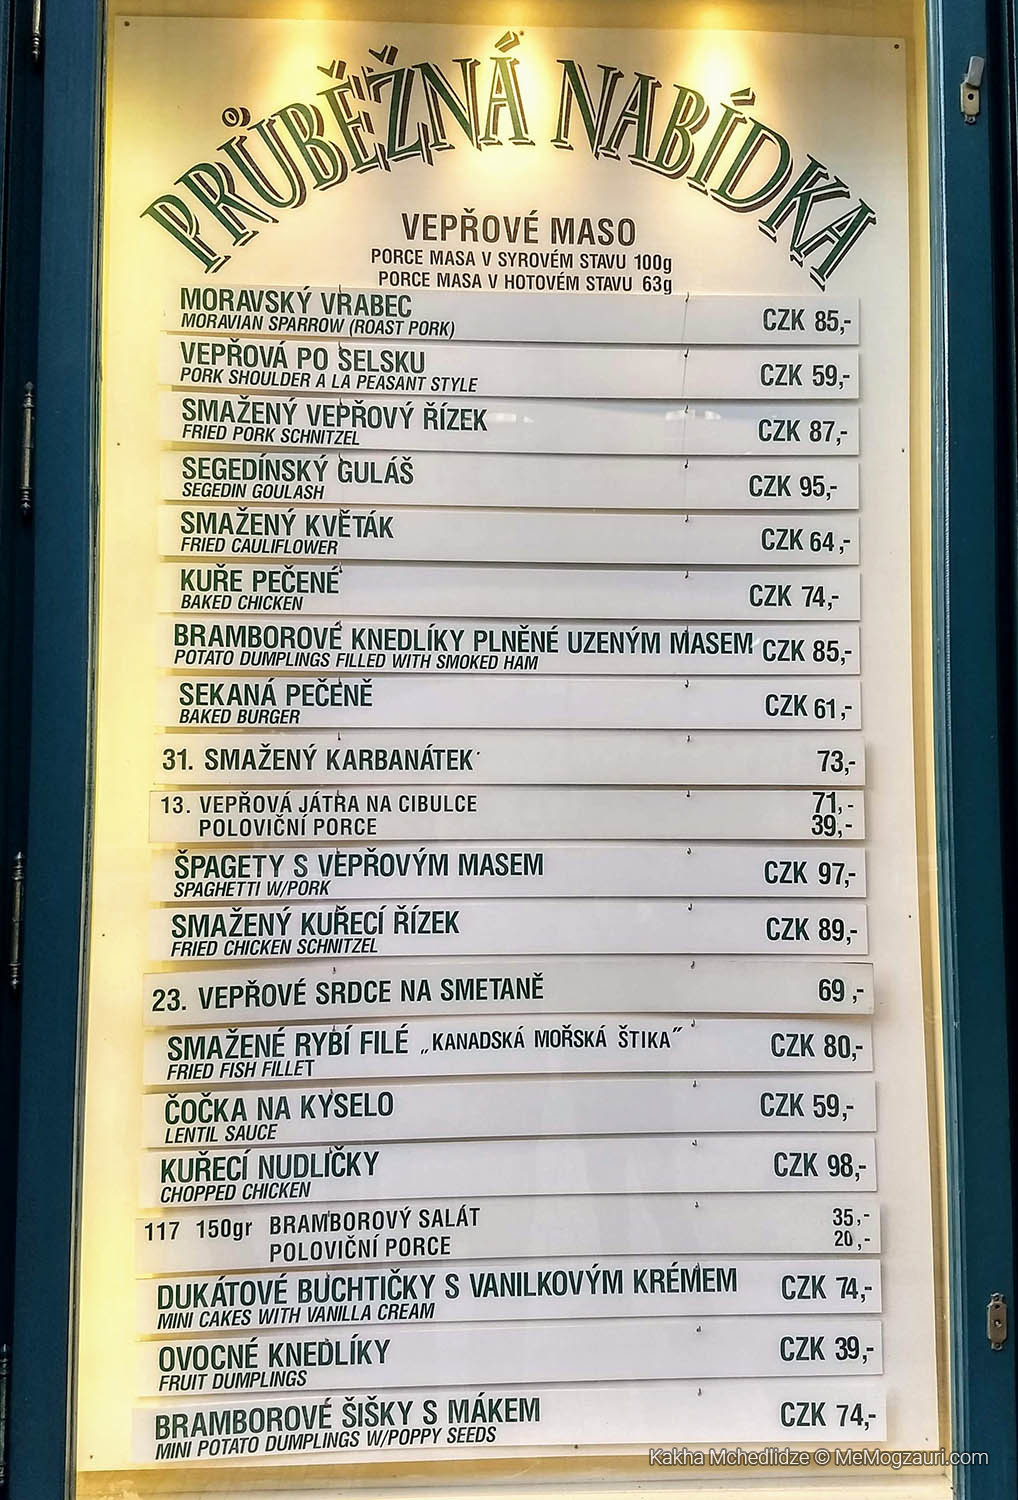 PRŮBĚŽNÁ NABÍDKA
VEPŘOVÉ MASO
PORCE MASA V SYROVÉM STAVU 100g
PORCE MASA V HOTOVÉM STAVU 63g
MORAVSKÝ VRABEC CZK 85,-
MORAVIAN SPARROW (ROAST PORK)
VEPŘOVÁ PO SELSKU CZK 59,-
PORK SHOULDER A LA PEASANT STYLE
SMAŽENÝ VEPŘOVÝ ŘÍZEK CZK 87,-
FRIED PORK SCHNITZEL
SEGEDÍNSKÝ GULÁŠ CZK 95,-
SEGEDIN GOULASH
SMAŽENÝ KVĚTÁK CZK 64,-
FRIED CAULIFLOWER
KUŘE PEČENÉ CZK 74,-
BAKED CHICKEN
BRAMBOROVÉ KNEDLÍKY PLNĚNÉ UZENÝM MASEM CZK 85,-
POTATO DUMPLINGS FILLED WITH SMOKED HAM
SEKANÁ PEČENĚ CZK 61,-
BAKED BURGER
31. SMAŽENÝ KARBANÁTEK 73,-
13. VEPŘOVÁ JÁTRA NA CIBULCE 71,-
POLOVIČNÍ PORCE 39,-
ŠPAGETY S VEPŘOVÝM MASEM CZK 97,-
SPAGHETTI W/PORK
SMAŽENÝ KUŘECÍ ŘÍZEK CZK 89,-
FRIED CHICKEN SCHNITZEL
23. VEPŘOVÉ SRDCE NA SMETANĚ 69,-
SMAŽENÉ RYBÍ FILÉ „KANADSKÁ MOŘSKÁ ŠTIKA” CZK 80,-
FRIED FISH FILLET
ČOČKA NA KYSELO CZK 59,-
LENTIL SAUCE
KUŘECÍ NUDLIČKY CZK 98,-
CHOPPED CHICKEN
117 150gr BRAMBOROVÝ SALÁT 35,-
POLOVIČNÍ PORCE 20,-
DUKÁTOVÉ BUCHTIČKY S VANILKOVÝM KRÉMEM CZK 74,-
MINI CAKES WITH VANILLA CREAM
OVOCNÉ KNEDLÍKY CZK 39,-
FRUIT DUMPLINGS
BRAMBOROVÉ ŠIŠKY S MÁKEM CZK 74,-
MINI POTATO DUMPLINGS W/POPPY SEEDS
Kakha Mchedlidze © MeMogzauri.com